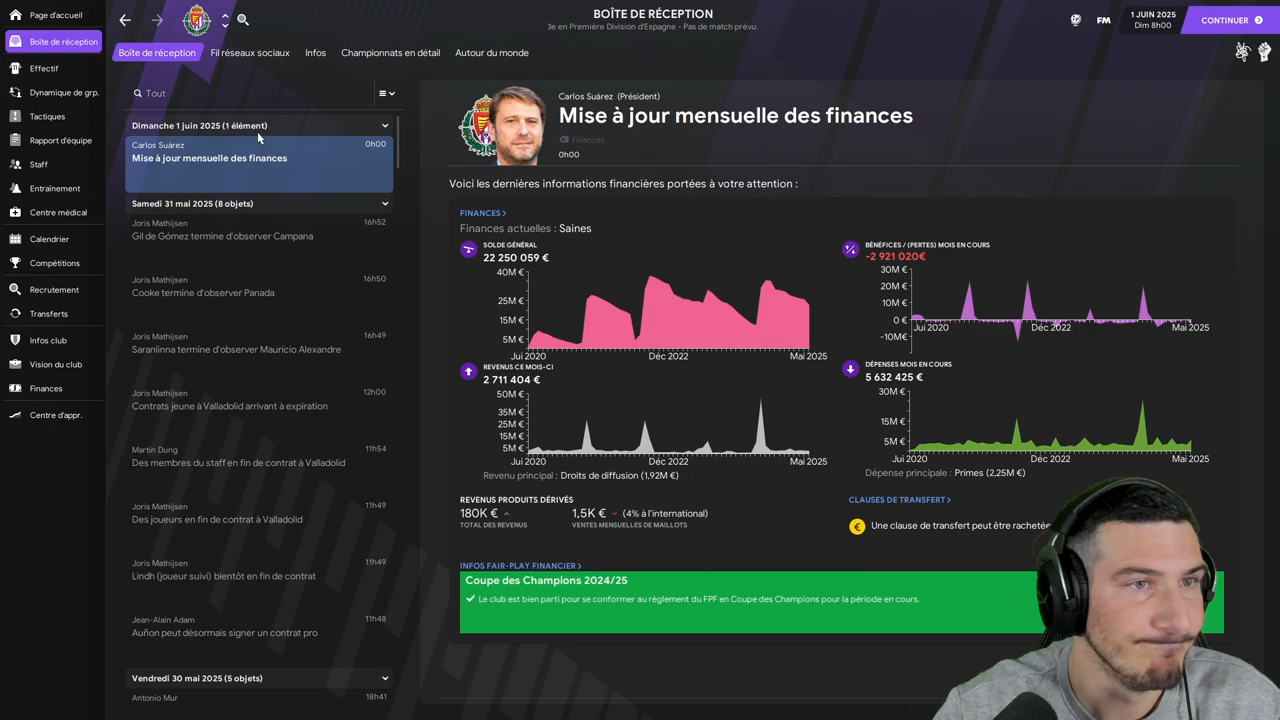 Page d'accueil
Boîte de réception
Effectif
Dynamique de grp.
Tactiques
Rapport d'équipe
Staff
Entraînement
Centre médical
Calendrier
Compétitions
Recrutement
Transferts
Infos club
Vision du club
Finances
Centre d'appr.
BOÎTE DE RÉCEPTION
3e en Première Division d'Espagne - Pas de match prévu.
FM
1 JUIN 2025
Dim 8h00
CONTINUER
Boîte de réception
Fil réseaux sociaux
Infos
Championnats en détail
Autour du monde
Tout
Dimanche 1 juin 2025 (1 élément)
Carlos Suárez 0h00
Mise à jour mensuelle des finances
Samedi 31 mai 2025 (8 objets)
Joris Mathijsen 16h52
Gil de Gómez termine d'observer Campana
Joris Mathijsen 16h50
Cooke termine d'observer Panada
Joris Mathijsen 16h49
Saranlinna termine d'observer Maurício Alexandre
Joris Mathijsen 12h00
Contrats jeune à Valladolid arrivant à expiration
Martin Dung 11h54
Des membres du staff en fin de contrat à Valladolid
Joris Mathijsen 11h49
Des joueurs en fin de contrat à Valladolid
Joris Mathijsen 11h49
Lindh (joueur suivi) bientôt en fin de contrat
Jean-Alain Adam 11h48
Auñon peut désormais signer un contrat pro
Vendredi 30 mai 2025 (5 objets)
Antonio Mur 18h41
Carlos Suárez (Président)
Mise à jour mensuelle des finances
Finances
0h00
Voici les dernières informations financières portées à votre attention :
FINANCES >
Finances actuelles : Saines
SOLDE GÉNÉRAL
22 250 059 €
40M €
25M €
15M €
5M €
Jui 2020 Déc 2022 Mai 2025
BÉNÉFICES / (PERTES) MOIS EN COURS
-2 921 020€
30M €
20M €
10M €
0 €
-10M€
Jui 2020 Déc 2022 Mai 2025
REVENUS CE MOIS-CI
2 711 404 €
50M €
35M €
25M €
15M €
5M €
Jui 2020 Déc 2022 Mai 2025
Revenu principal : Droits de diffusion (1,92M €)
DÉPENSES MOIS EN COURS
5 632 425 €
30M €
15M €
5M €
Jui 2020 Déc 2022 Mai 2025
Dépense principale : Primes (2,25M €)
REVENUS PRODUITS DÉRIVÉS
180K €
TOTAL DES REVENUS
1,5K € (4% à l'international)
VENTES MENSUELLES DE MAILLOTS
CLAUSES DE TRANSFERT >
€ Une clause de transfert peut être rachetée
INFOS FAIR-PLAY FINANCIER >
Coupe des Champions 2024/25
Le club est bien parti pour se conformer au règlement du FPF en Coupe des Champions pour la période en cours.